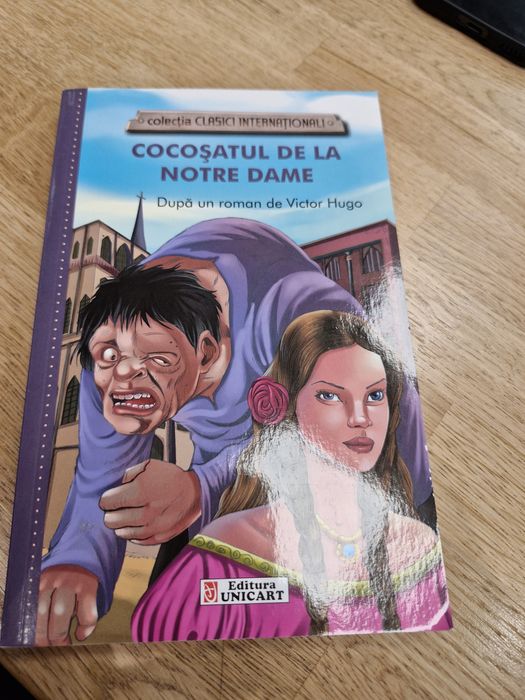 colecția CLASICI INTERNAȚIONALI
COCOȘATUL DE LA
NOTRE DAME
După un roman de Victor Hugo
Editura
UNICART